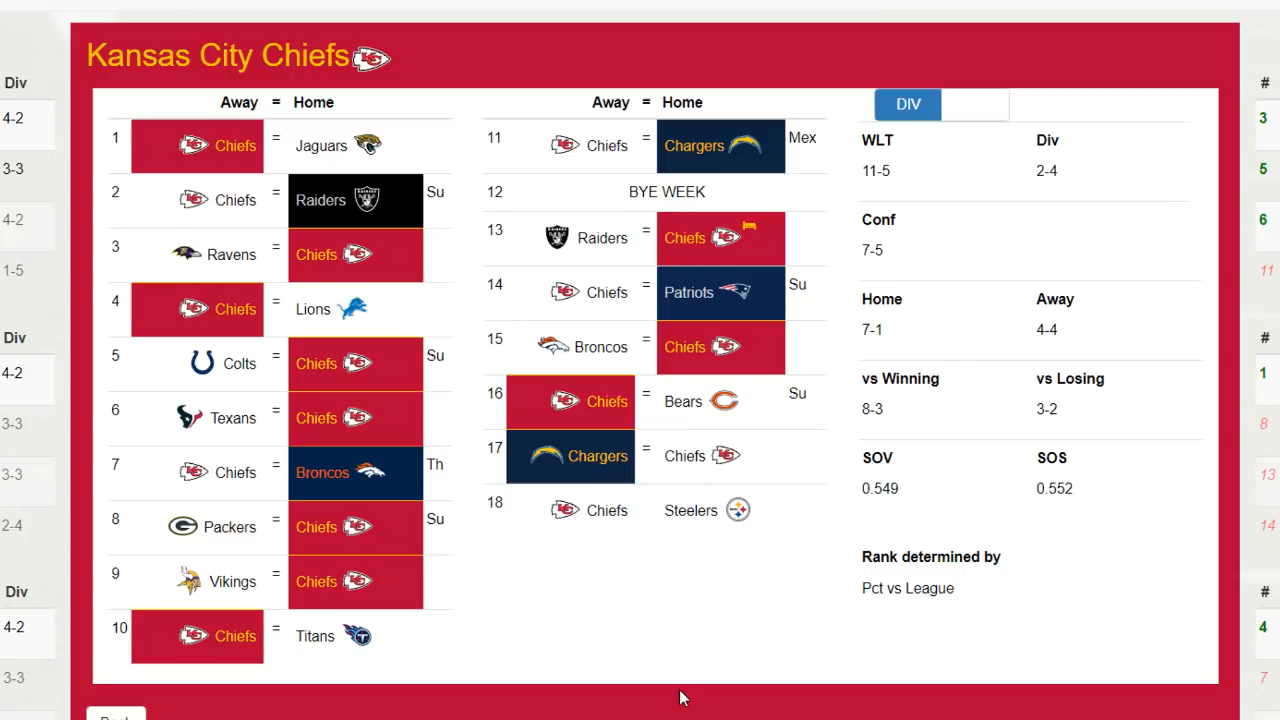 Kansas City Chiefs
Div
4-2
3-3
4-2
1-5
Div
4-2
3-3
3-3
2-4
Div
4-2
3-3
Away = Home
1 Chiefs = Jaguars
2 Chiefs = Raiders Su
3 Ravens = Chiefs
4 Chiefs = Lions
5 Colts = Chiefs Su
6 Texans = Chiefs
7 Chiefs = Broncos Th
8 Packers = Chiefs Su
9 Vikings = Chiefs
10 Chiefs = Titans
Away = Home
11 Chiefs = Chargers Mex
12 BYE WEEK
13 Raiders = Chiefs
14 Chiefs = Patriots Su
15 Broncos = Chiefs
16 Chiefs = Bears Su
17 Chargers = Chiefs
18 Chiefs Steelers
DIV
WLT Div
11-5 2-4
Conf
7-5
Home Away
7-1 4-4
vs Winning vs Losing
8-3 3-2
SOV SOS
0.549 0.552
Rank determined by
Pct vs League
#
3
5
6
11
#
1
8
13
14
#
4
7